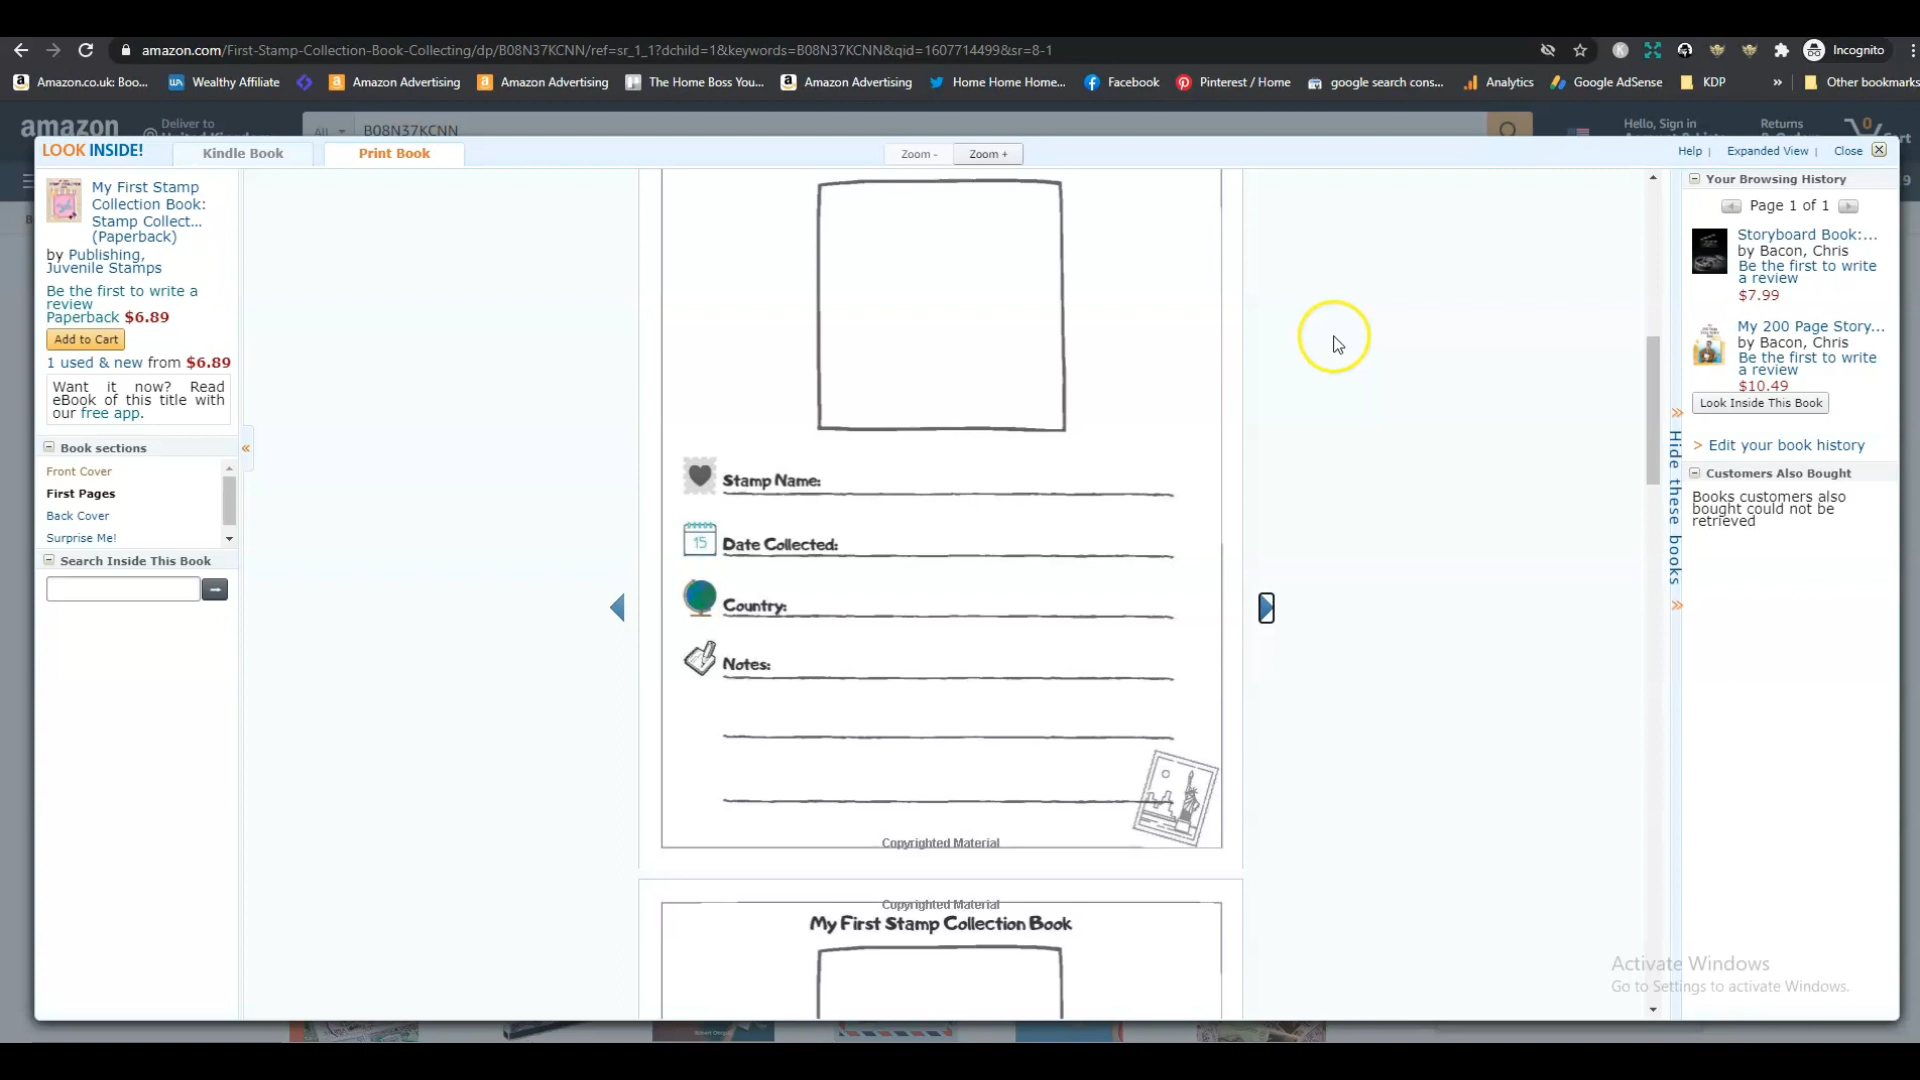 amazon.com/First-Stamp-Collection-Book-Collecting/dp/B08N37KCNN/ref=sr_1_1?dchild=1&keywords=B08N37KCNN&qid=1607714499&sr=8-1
Incognito
Amazon.co.uk: Boo...
Wealthy Affiliate
Amazon Advertising
Amazon Advertising
The Home Boss You...
Amazon Advertising
Home Home Home...
Facebook
Pinterest / Home
google search cons...
Analytics
Google AdSense
KDP
»
Other bookmarks
amazon
Deliver to
All
B08N37KCNN
Hello, Sign in
Returns
0
LOOK INSIDE!
Kindle Book
Print Book
Zoom -
Zoom +
Help |
Expanded View |
Close
My First Stamp
Collection Book:
Stamp Collect...
(Paperback)
by Publishing,
Juvenile Stamps
Be the first to write a
review
Paperback $6.89
Add to Cart
1 used & new from $6.89
Want it now? Read
eBook of this title with
our free app.
Book sections
Front Cover
First Pages
Back Cover
Surprise Me!
Search Inside This Book
«
Stamp Name:
15
Date Collected:
Country:
Notes:
Copyrighted Material
Copyrighted Material
My First Stamp Collection Book
» Hide these books »
Your Browsing History
Page 1 of 1
Storyboard Book:...
by Bacon, Chris
Be the first to write
a review
$7.99
My 200 Page Story...
by Bacon, Chris
Be the first to write
a review
$10.49
Look Inside This Book
> Edit your book history
Customers Also Bought
Books customers also
bought could not be
retrieved
Activate Windows
Go to Settings to activate Windows.